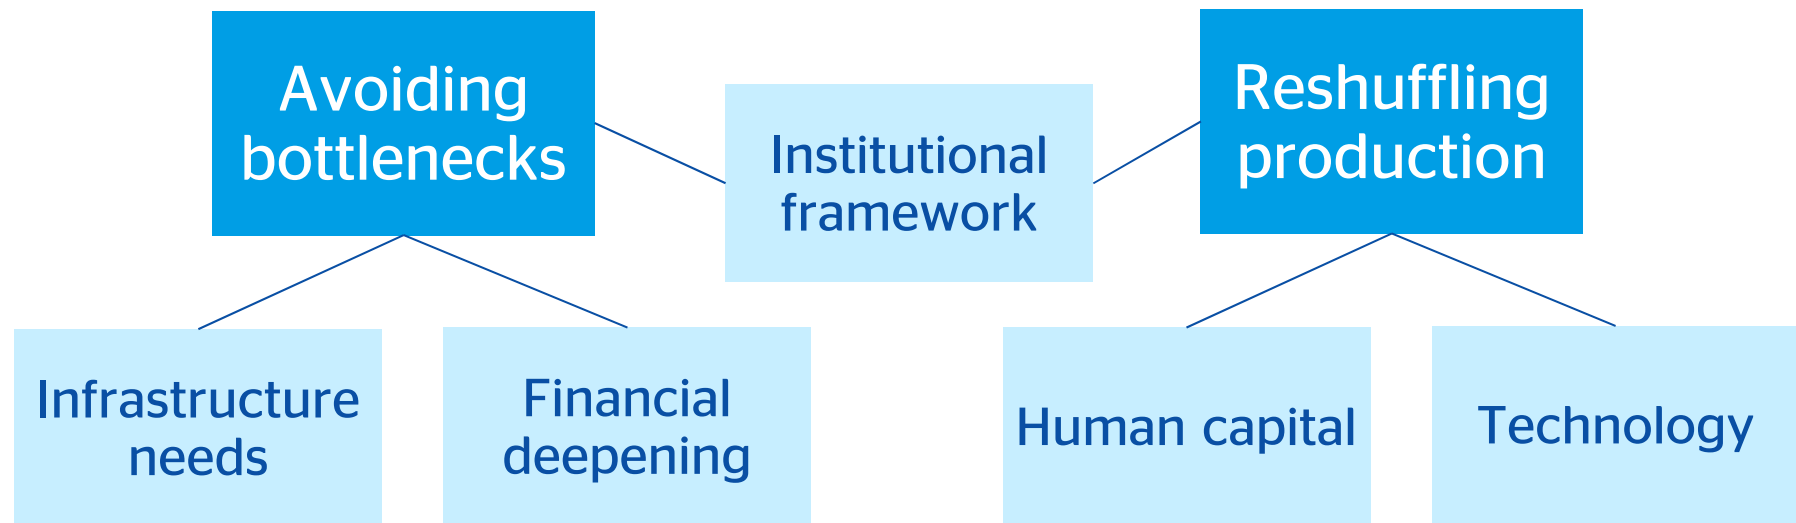 Avoiding
bottlenecks
Institutional
framework
Reshuffling
production
Infrastructure
needs
Financial
deepening
Human capital
Technology